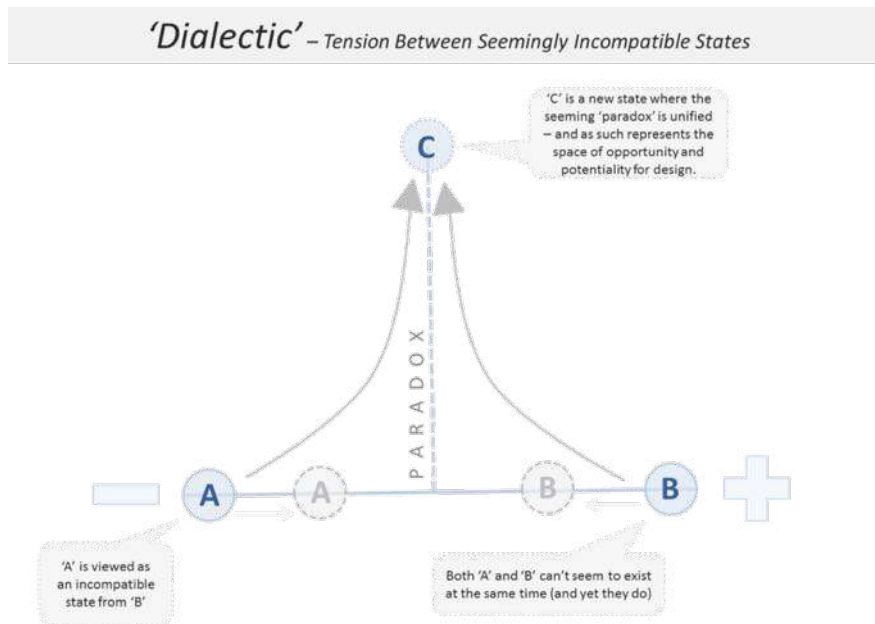 ‘Dialectic’ – Tension Between Seemingly Incompatible States
‘C’ is a new state where the
seeming ‘paradox’ is unified
– and as such represents the
space of opportunity and
potentiality for design.
C
PARADOX
A
A
B
B
‘A’ is viewed as
an incompatible
state from ‘B’
Both ‘A’ and ‘B’ can’t seem to exist
at the same time (and yet they do)